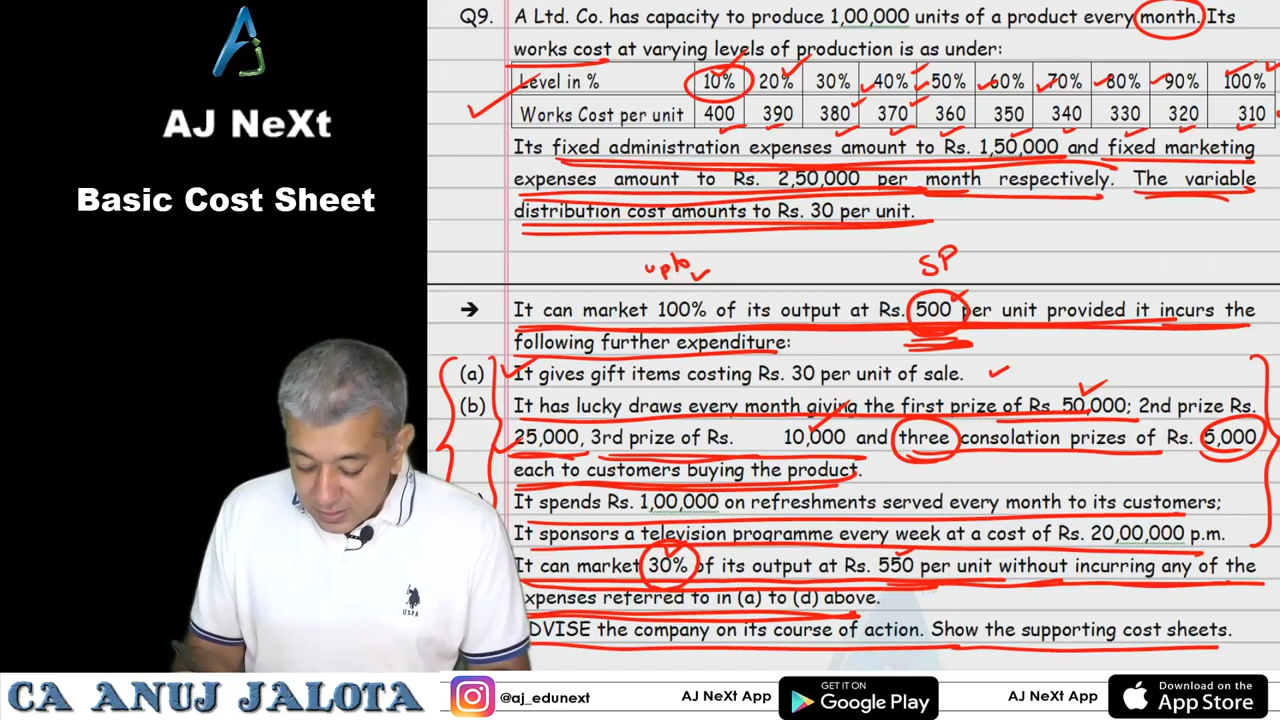 AJ NeXt
Basic Cost Sheet
Q9. A Ltd. Co. has capacity to produce 1,00,000 units of a product every month. Its
works cost at varying levels of production is as under:
Level in % 10% 20% 30% 40% 50% 60% 70% 80% 90% 100%
Works Cost per unit 400 390 380 370 360 350 340 330 320 310
Its fixed administration expenses amount to Rs. 1,50,000 and fixed marketing
expenses amount to Rs. 2,50,000 per month respectively. The variable
distribution cost amounts to Rs. 30 per unit.
upto SP
➔ It can market 100% of its output at Rs. 500 per unit provided it incurs the
following further expenditure:
(a) It gives gift items costing Rs. 30 per unit of sale.
(b) It has lucky draws every month giving the first prize of Rs. 50,000; 2nd prize Rs.
25,000, 3rd prize of Rs. 10,000 and three consolation prizes of Rs. 5,000
each to customers buying the product.
It spends Rs. 1,00,000 on refreshments served every month to its customers;
It sponsors a television programme every week at a cost of Rs. 20,00,000 p.m.
It can market 30% of its output at Rs. 550 per unit without incurring any of the
xpenses referred to in (a) to (d) above.
DVISE the company on its course of action. Show the supporting cost sheets.
USPA
CA ANUJ JALOTA
@aj_edunext
AJ NeXt App
GET IT ON
Google Play
AJ NeXt App
Download on the
App Store